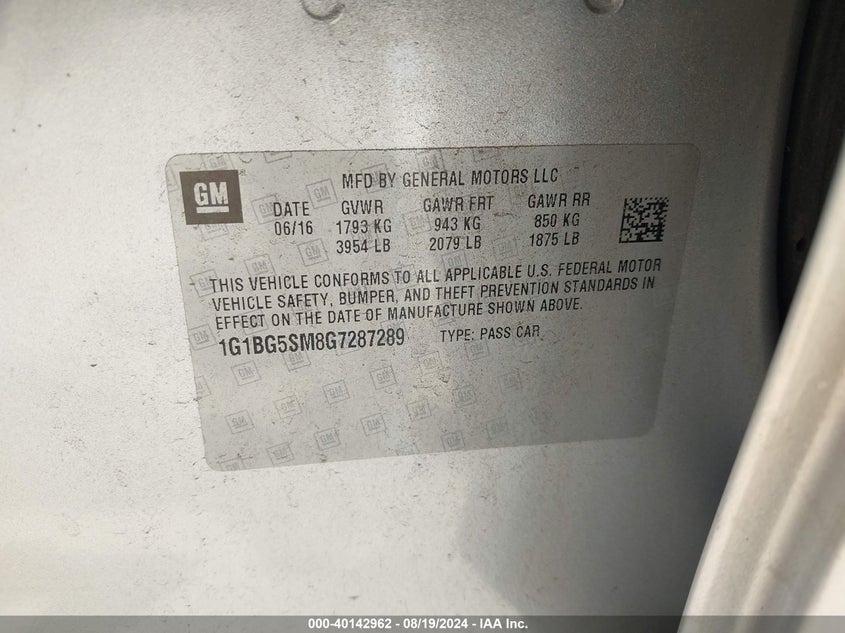 GM
MFD BY GENERAL MOTORS LLC
DATE GVWR GAWR FRT GAWR RR
06/16 1793 KG 943 KG 850 KG
3954 LB 2079 LB 1875 LB
THIS VEHICLE CONFORMS TO ALL APPLICABLE U.S. FEDERAL MOTOR
VEHICLE SAFETY, BUMPER, AND THEFT PREVENTION STANDARDS IN
EFFECT ON THE DATE OF MANUFACTURE SHOWN ABOVE.
1G1BG5SM8G7287289 TYPE: PASS CAR
000-40142962 - 08/19/2024 - IAA Inc.